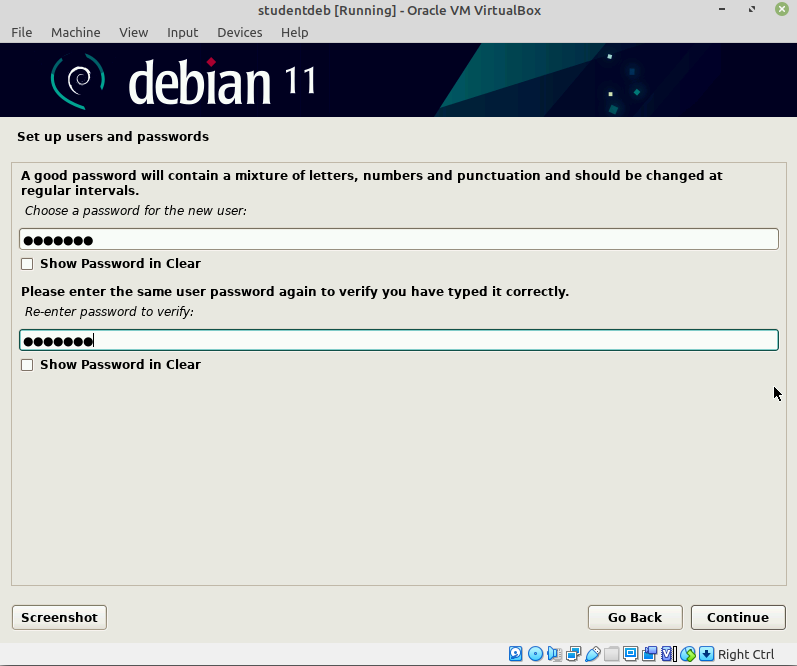 studentdeb [Running] - Oracle VM VirtualBox
File Machine View Input Devices Help
debian 11
Set up users and passwords
A good password will contain a mixture of letters, numbers and punctuation and should be changed at
regular intervals.
Choose a password for the new user:
●●●●●●●
Show Password in Clear
Please enter the same user password again to verify you have typed it correctly.
Re-enter password to verify:
●●●●●●●
Show Password in Clear
Screenshot Go Back Continue
Right Ctrl